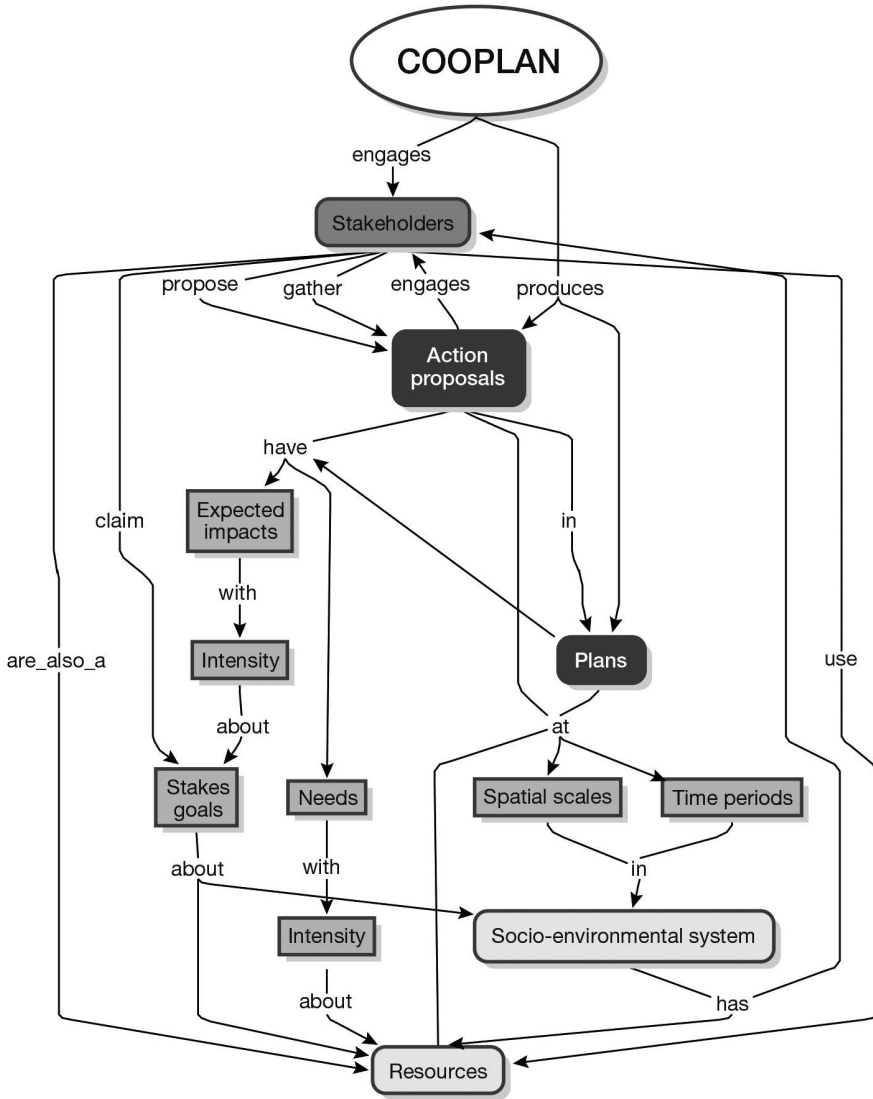 COOPLAN
engages
Stakeholders
propose
gather
engages
produces
Action
proposals
have
Expected
impacts
claim
in
with
are_also_a
Intensity
Plans
use
about
at
Stakes
goals
Needs
Spatial scales
Time periods
about
with
in
Intensity
Socio-environmental system
about
has
Resources